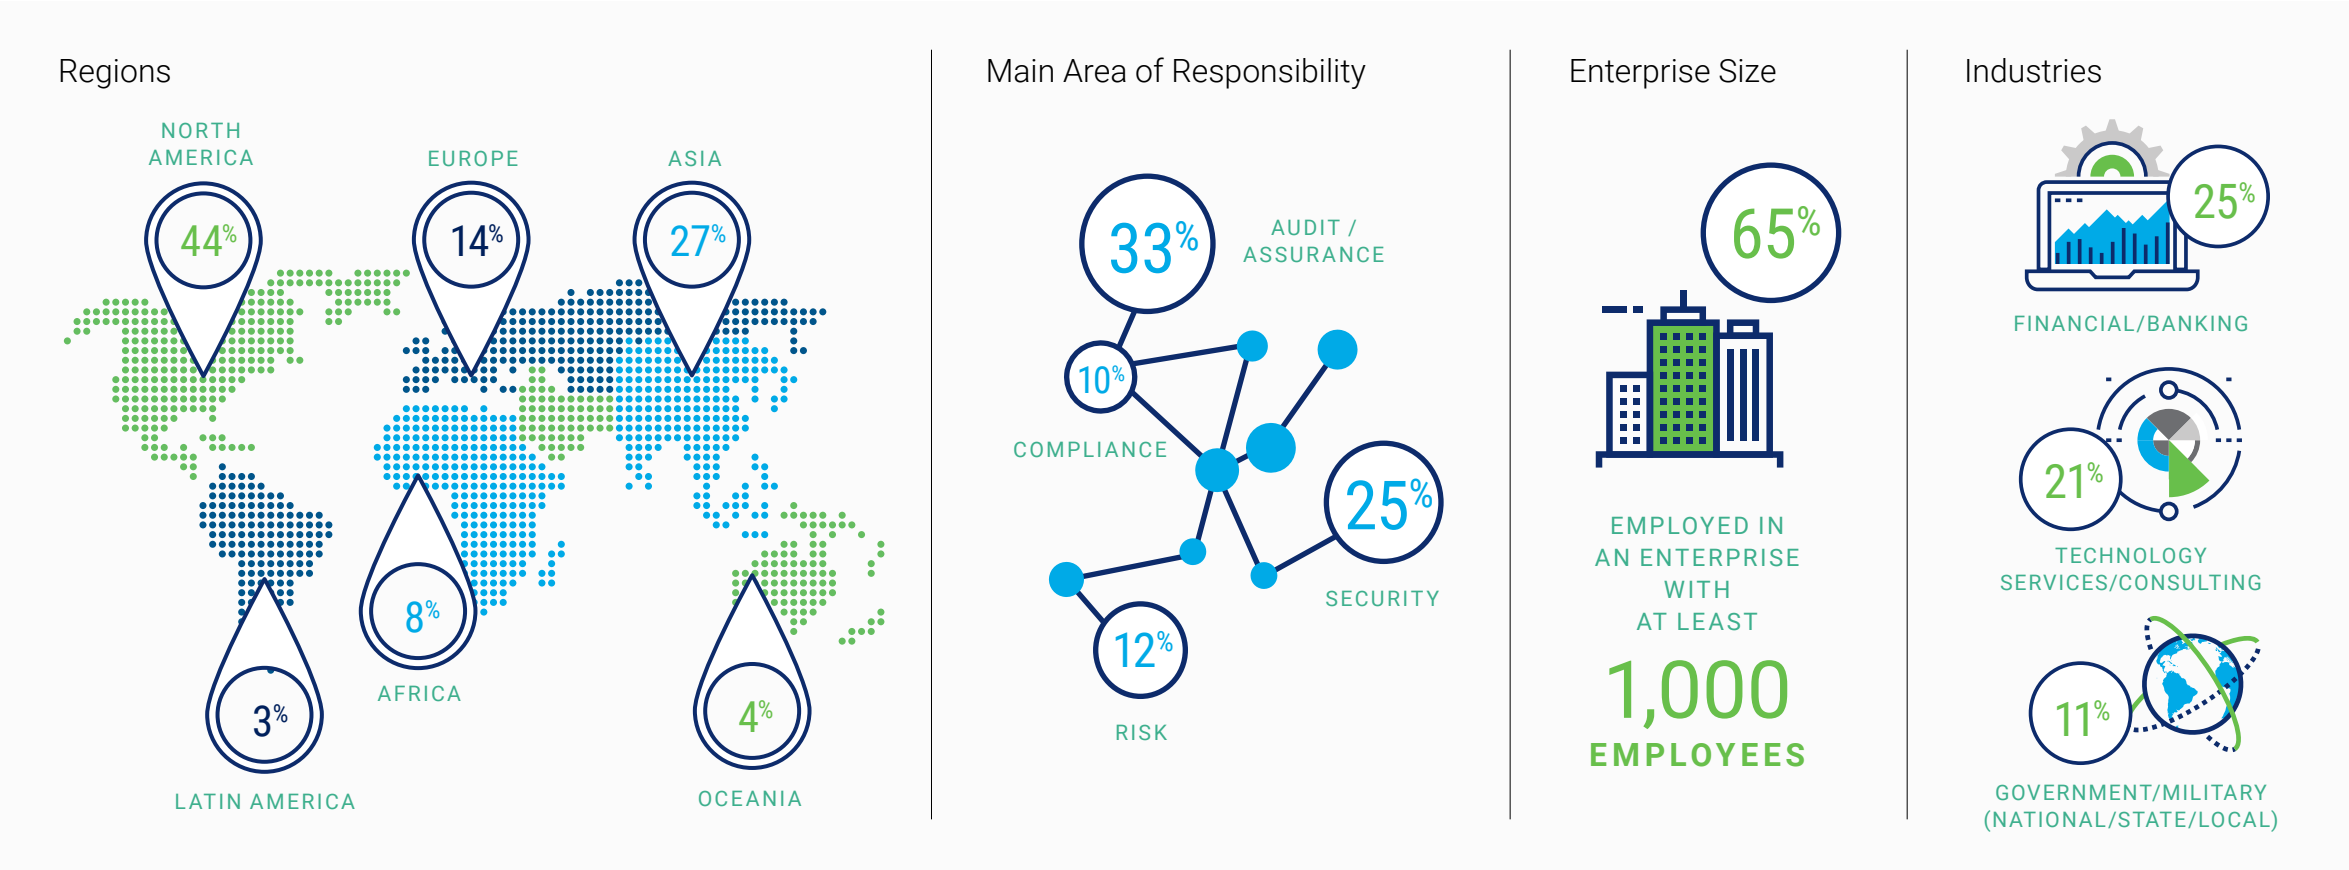 Regions
NORTH
AMERICA
44%
EUROPE
14%
ASIA
27%
3%
LATIN AMERICA
8%
AFRICA
4%
OCEANIA
Main Area of Responsibility
33%
AUDIT /
ASSURANCE
10%
COMPLIANCE
25%
SECURITY
12%
RISK
Enterprise Size
65%
EMPLOYED IN
AN ENTERPRISE
WITH
AT LEAST
1,000
EMPLOYEES
Industries
25%
FINANCIAL/BANKING
21%
TECHNOLOGY
SERVICES/CONSULTING
11%
GOVERNMENT/MILITARY
(NATIONAL/STATE/LOCAL)